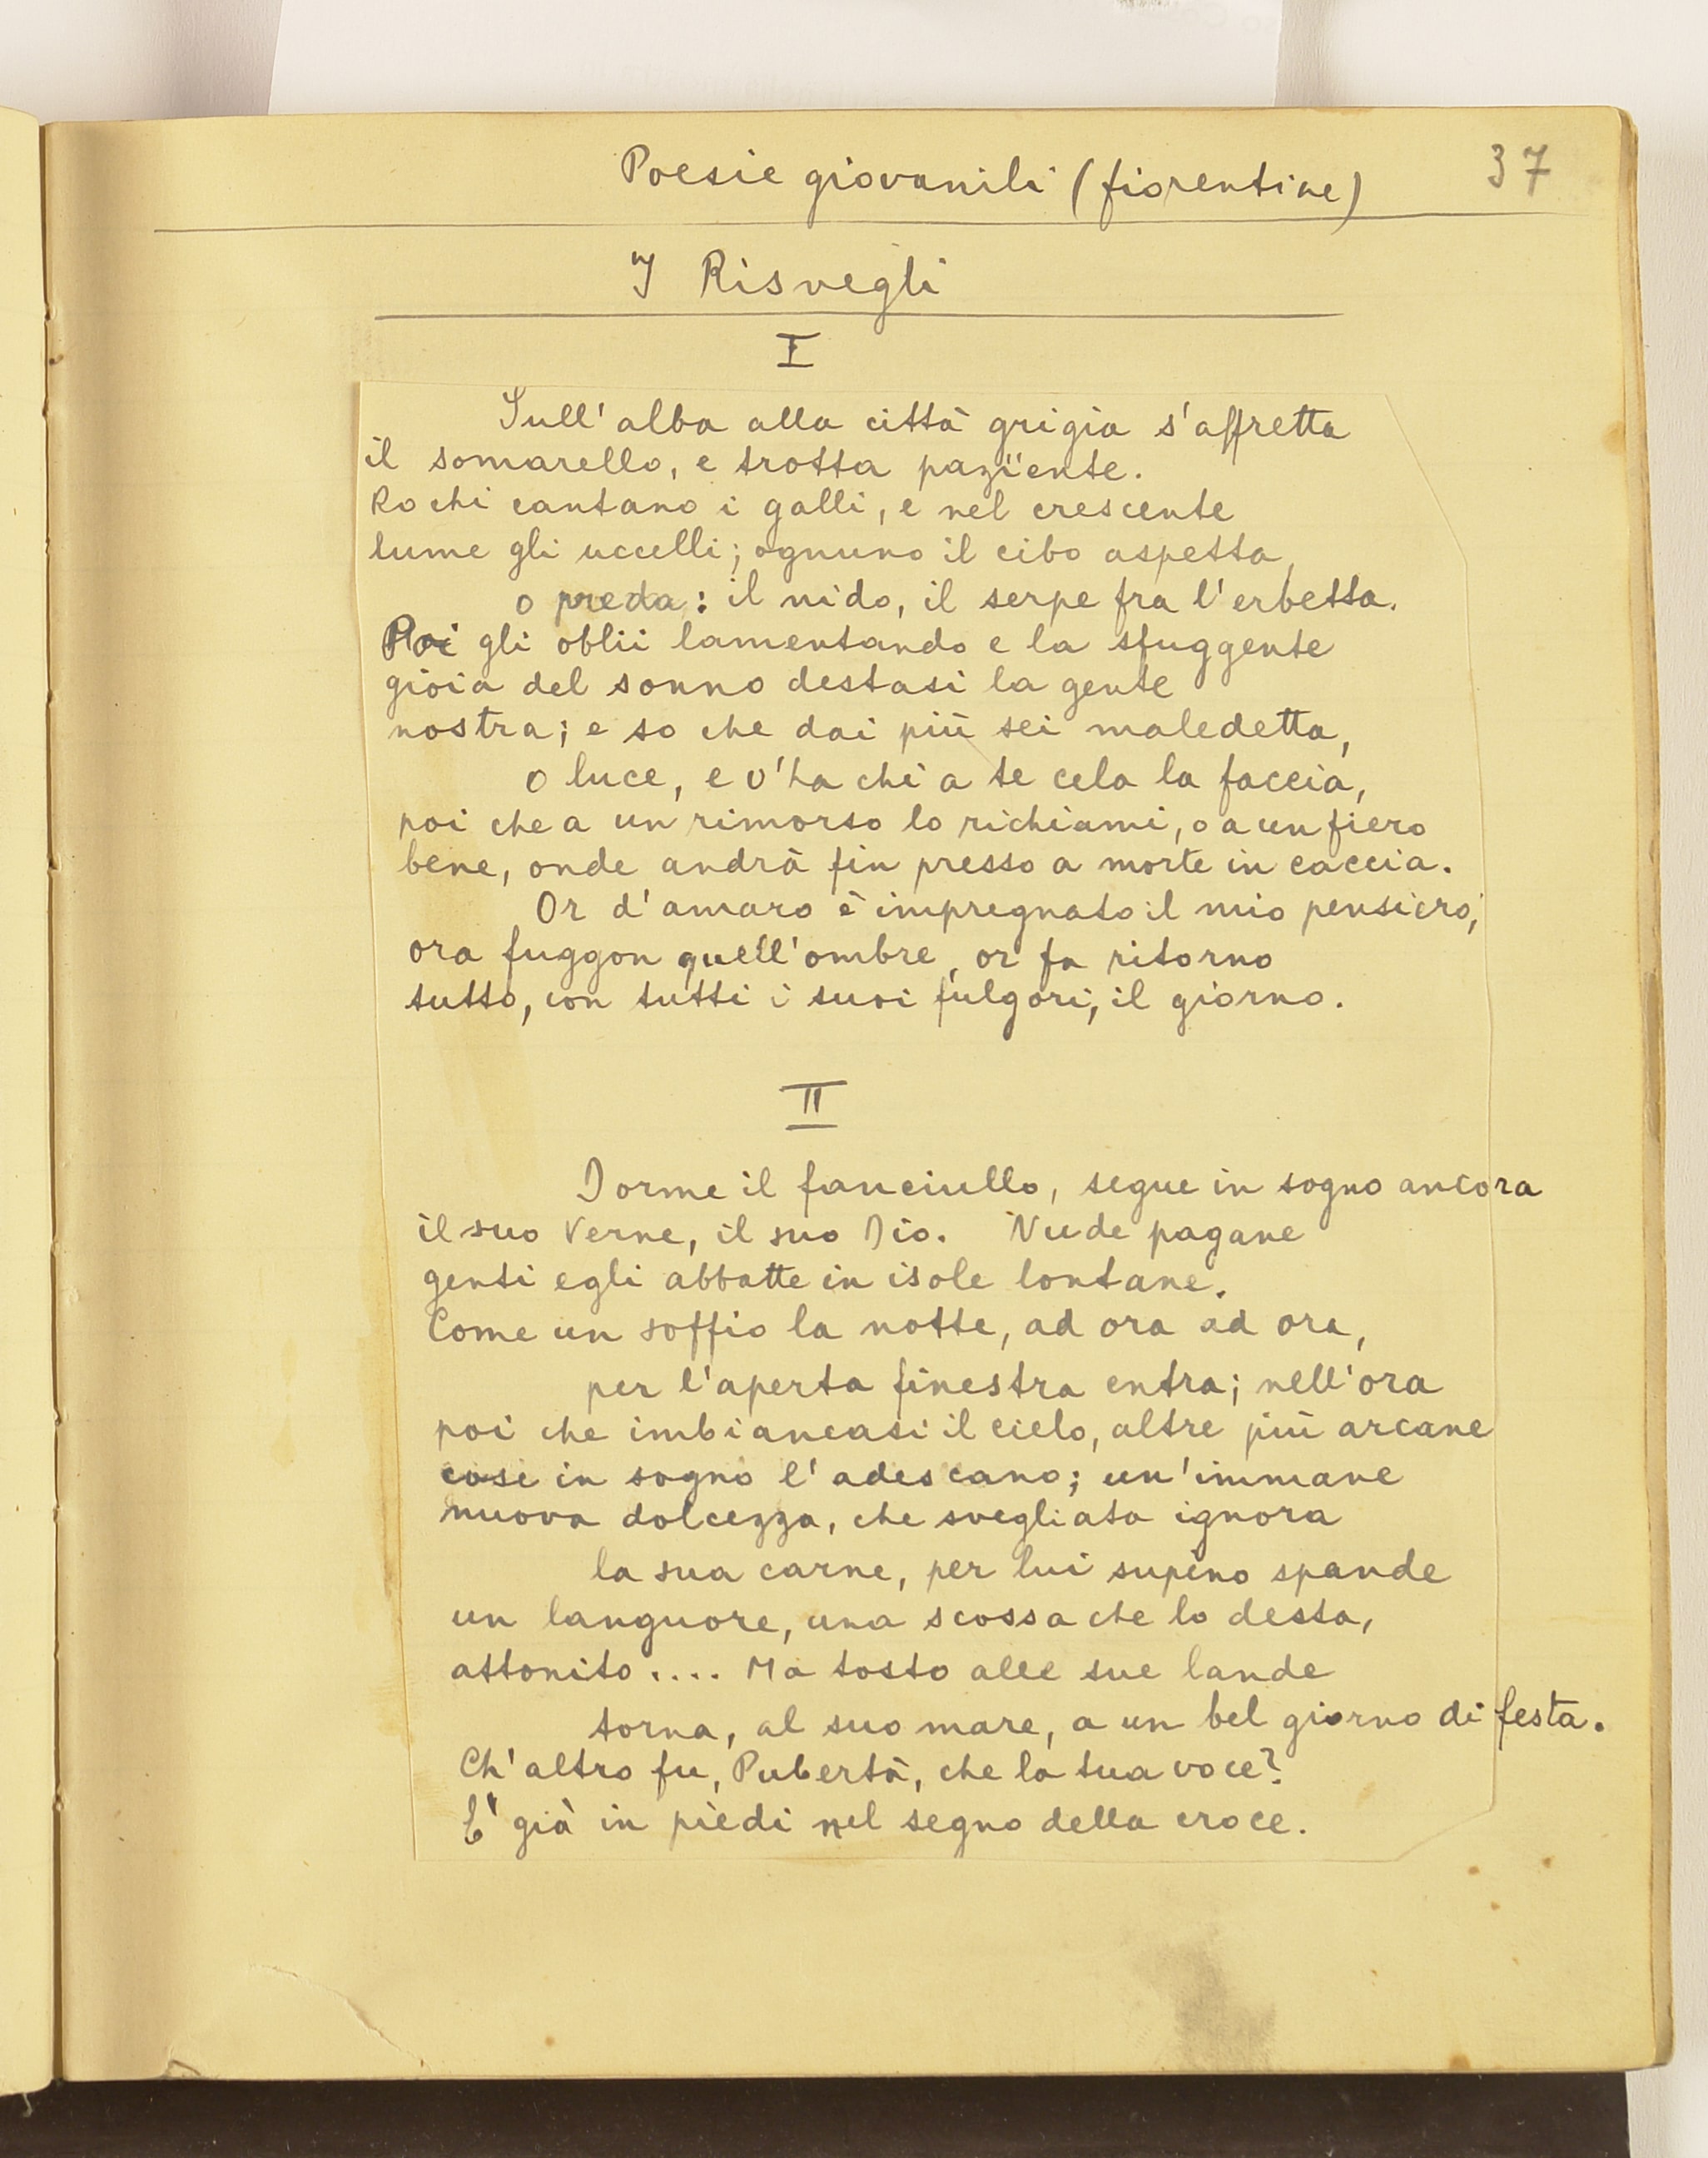 Poesie giovanili (fiorentine)
37
I Risvegli
I
Sull'alba alla città grigia s'affretta
il somarello, e trotta pazïente.
Rochi cantano i galli, e nel crescente
lume gli uccelli; ognuno il cibo aspetta,
o preda: il nido, il serpe fra l'erbetta.
Poi gli oblii lamentando e la sfuggente
gioia del sonno destasi la gente
nostra; e so che dai più sei maledetta,
o luce, e v'ha chi a te cela la faccia,
poi che a un rimorso lo richiami, o a un fiero
bene, onde andrà fin presso a morte in caccia.
Or d'amaro è impregnato il mio pensiero;
ora fuggon quell'ombre, or fa ritorno
tutto, con tutti i suoi fulgori, il giorno.
II
Dorme il fanciullo, segue in sogno ancora
il suo Verne, il suo Dio. Nude pagane
genti egli abbatte in isole lontane.
Come un soffio la notte, ad ora ad ora,
per l'aperta finestra entra; nell'ora
poi che imbiancasi il cielo, altre più arcane
cose in sogno l'adescano; un'immane
nuova dolcezza, che svegliata ignora
la sua carne, per lui supino spande
un languore, una scossa che lo desta,
attonito.... Ma tosto alle sue lande
torna, al suo mare, a un bel giorno di festa.
Ch'altro fu, Pubertà, che la tua voce?
E' già in piedi nel segno della croce.